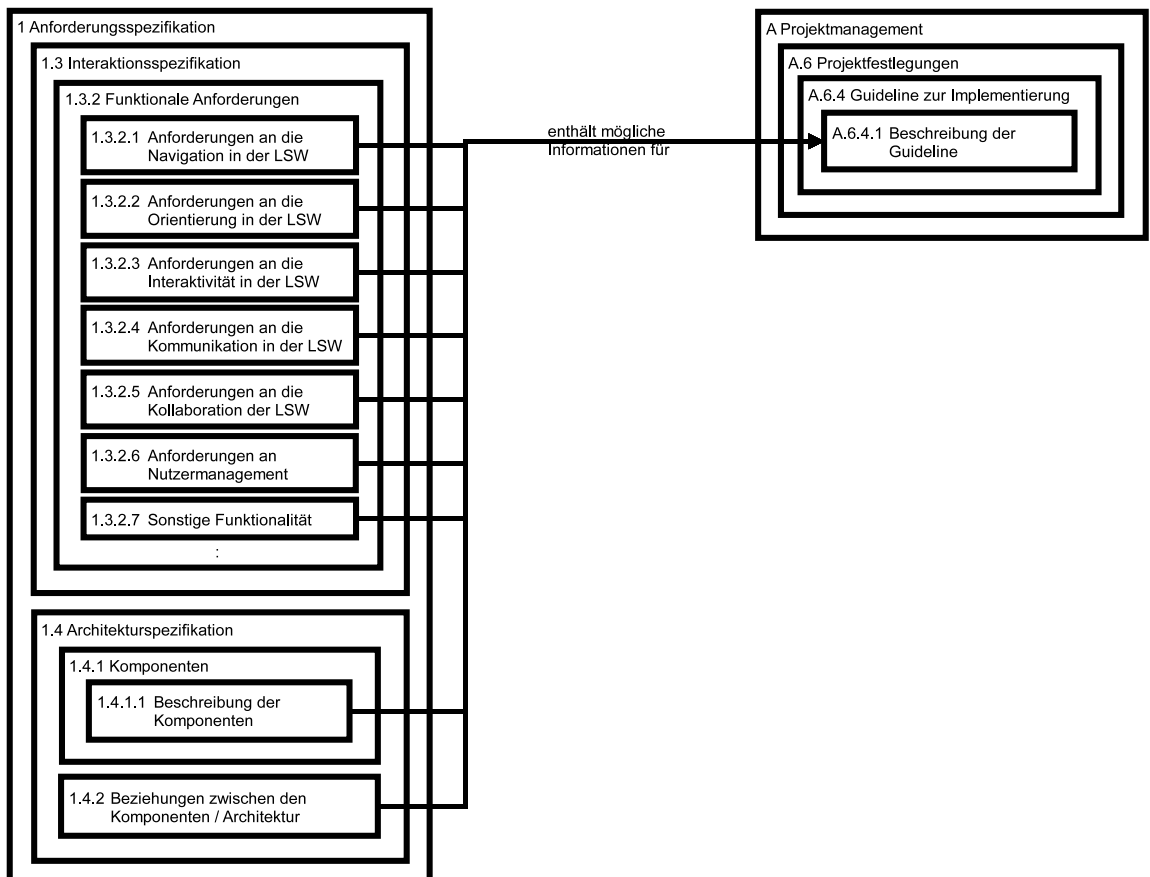 1 Anforderungsspezifikation
1.3 Interaktionsspezifikation
1.3.2 Funktionale Anforderungen
1.3.2.1 Anforderungen an die
Navigation in der LSW
1.3.2.2 Anforderungen an die
Orientierung in der LSW
1.3.2.3 Anforderungen an die
Interaktivität in der LSW
1.3.2.4 Anforderungen an die
Kommunikation in der LSW
1.3.2.5 Anforderungen an die
Kollaboration der LSW
1.3.2.6 Anforderungen an
Nutzermanagement
1.3.2.7 Sonstige Funktionalität
:
1.4 Architekturspezifikation
1.4.1 Komponenten
1.4.1.1 Beschreibung der
Komponenten
1.4.2 Beziehungen zwischen den
Komponenten / Architektur
enthält mögliche
Informationen für
A Projektmanagement
A.6 Projektfestlegungen
A.6.4 Guideline zur Implementierung
A.6.4.1 Beschreibung der
Guideline